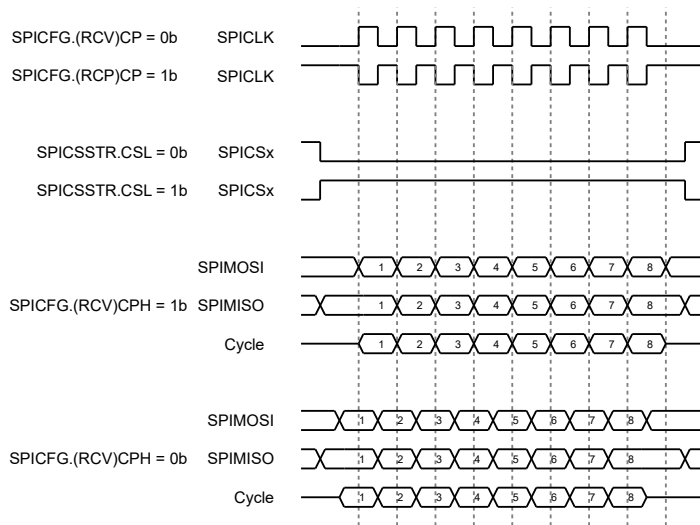 SPICFG.(RCV)CP = 0b SPICLK
SPICFG.(RCP)CP = 1b SPICLK
SPICSSTR.CSL = 0b SPICSx
SPICSSTR.CSL = 1b SPICSx
SPIMOSI 1 2 3 4 5 6 7 8
SPICFG.(RCV)CPH = 1b SPIMISO 1 2 3 4 5 6 7 8
Cycle 1 2 3 4 5 6 7 8
SPIMOSI 1 2 3 4 5 6 7 8
SPICFG.(RCV)CPH = 0b SPIMISO 1 2 3 4 5 6 7 8
Cycle 1 2 3 4 5 6 7 8